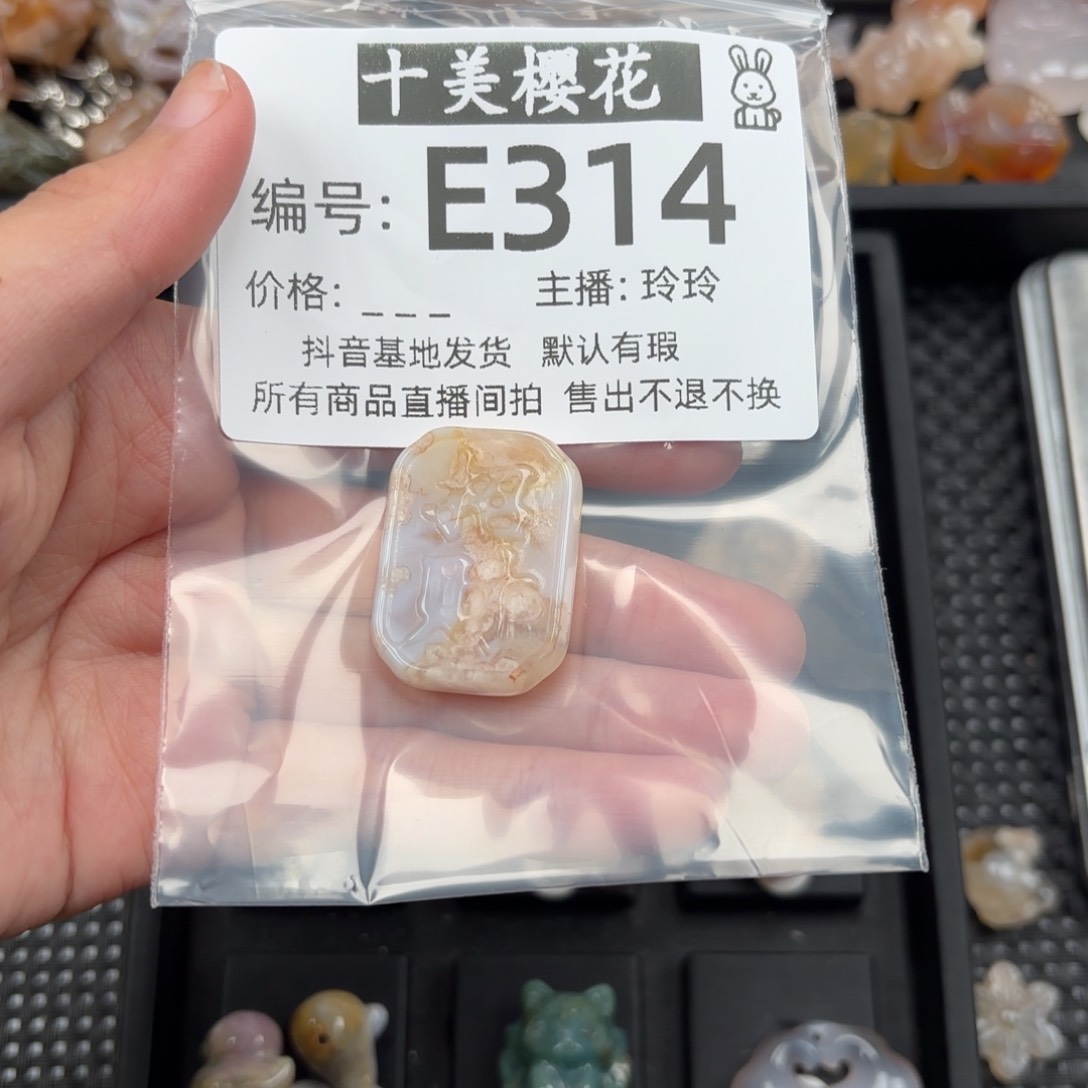 十美樱花
编号: E314
价格: _ _ _ 主播: 玲玲
抖音基地发货 默认有瑕
所有商品直播间拍 售出不退不换